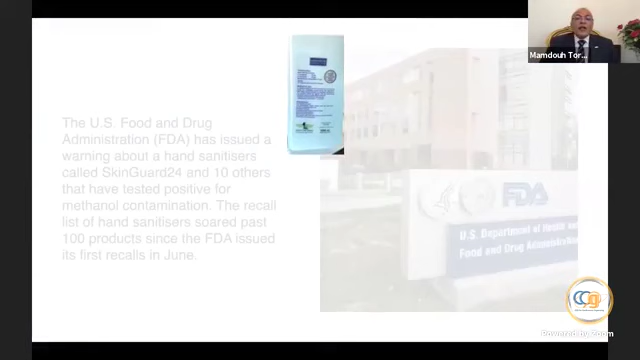 Mamdouh Tor...
The U.S. Food and Drug
Administration (FDA) has issued a
warning about a hand sanitisers
called SkinGuard24 and 10 others
that have tested positive for
methanol contamination. The recall
list of hand sanitisers soared past
100 products since the FDA issued
its first recalls in June.
FDA
U.S. Department of Health
Food and Drug Administration
CCg
Powered by Zoom